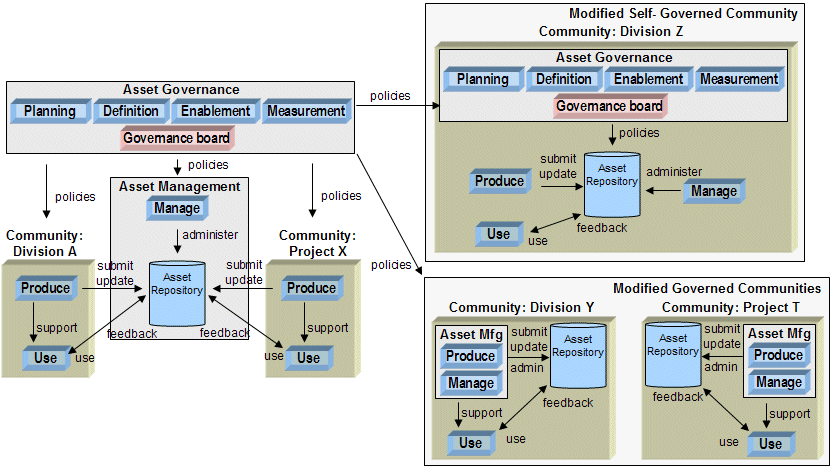 Asset Governance
Planning
Definition
Enablement
Measurement
Governance board
policies
policies
policies
policies
policies
Asset Management
Manage
administer
Asset
Repository
Community:
Division A
Produce
submit
update
support
Use
use
feedback
Community:
Project X
Produce
submit
update
support
Use
use
feedback
Modified Self- Governed Community
Community: Division Z
Asset Governance
Planning
Definition
Enablement
Measurement
Governance board
policies
Produce
submit
update
Asset
Repository
administer
Manage
Use
use
feedback
Modified Governed Communities
Community: Division Y
Asset Mfg
Produce
Manage
submit
update
admin
Asset
Repository
support
feedback
Use
use
Community: Project T
Asset
Repository
submit
update
admin
Asset Mfg
Produce
Manage
feedback
support
use
Use